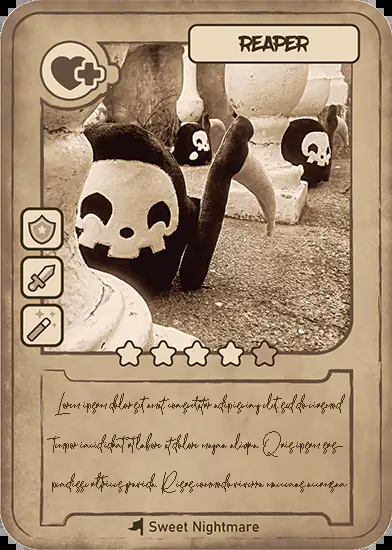 REAPER
Lorem ipsum dolor sit amet, consectetur adipiscing elit, sed do eiusmod
tempor incididunt ut labore et dolore magna aliqua. Quis ipsum sus-
pendisse ultrices gravida. Risus commodo viverra maecenas accumsan
Sweet Nightmare